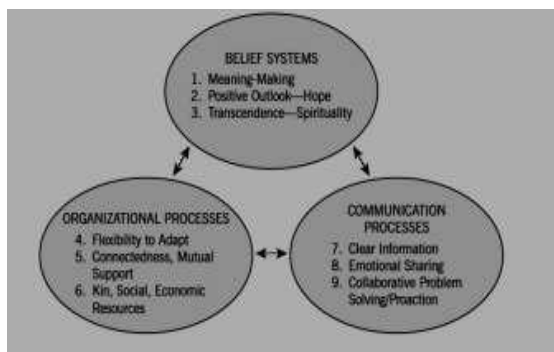 BELIEF SYSTEMS
1. Meaning-Making
2. Positive Outlook—Hope
3. Transcendence—Spirituality
ORGANIZATIONAL PROCESSES
4. Flexibility to Adapt
5. Connectedness, Mutual
Support
6. Kin, Social, Economic
Resources
COMMUNICATION
PROCESSES
7. Clear Information
8. Emotional Sharing
9. Collaborative Problem
Solving/Proaction